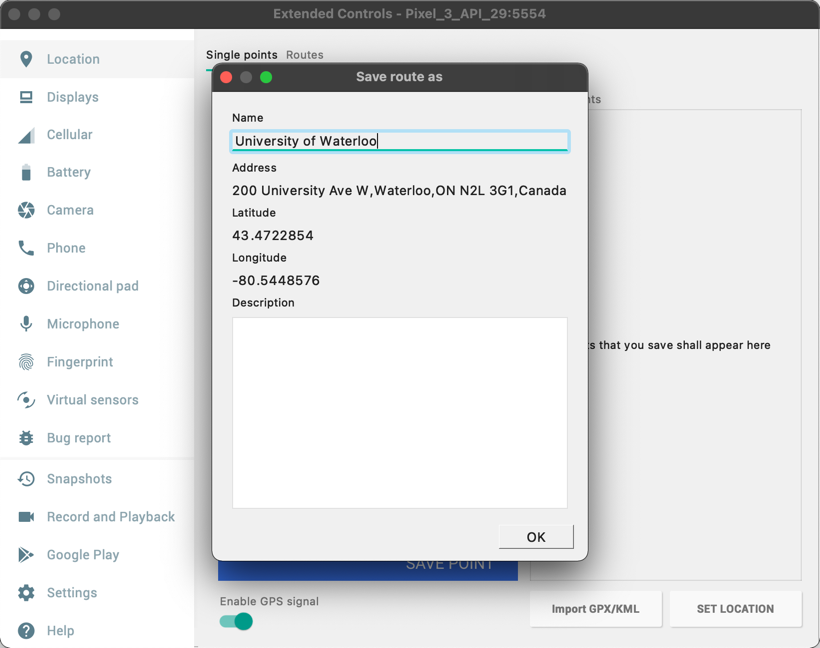 Extended Controls - Pixel_3_API_29:5554
Location
Displays
Cellular
Battery
Camera
Phone
Directional pad
Microphone
Fingerprint
Virtual sensors
Bug report
Snapshots
Record and Playback
Google Play
Settings
Help
Single points Routes
Save route as
Name
University of Waterloo
Address
200 University Ave W,Waterloo,ON N2L 3G1,Canada
Latitude
43.4722854
Longitude
-80.5448576
Description
OK
that you save shall appear here
SAVE POINT
Enable GPS signal
Import GPX/KML
SET LOCATION